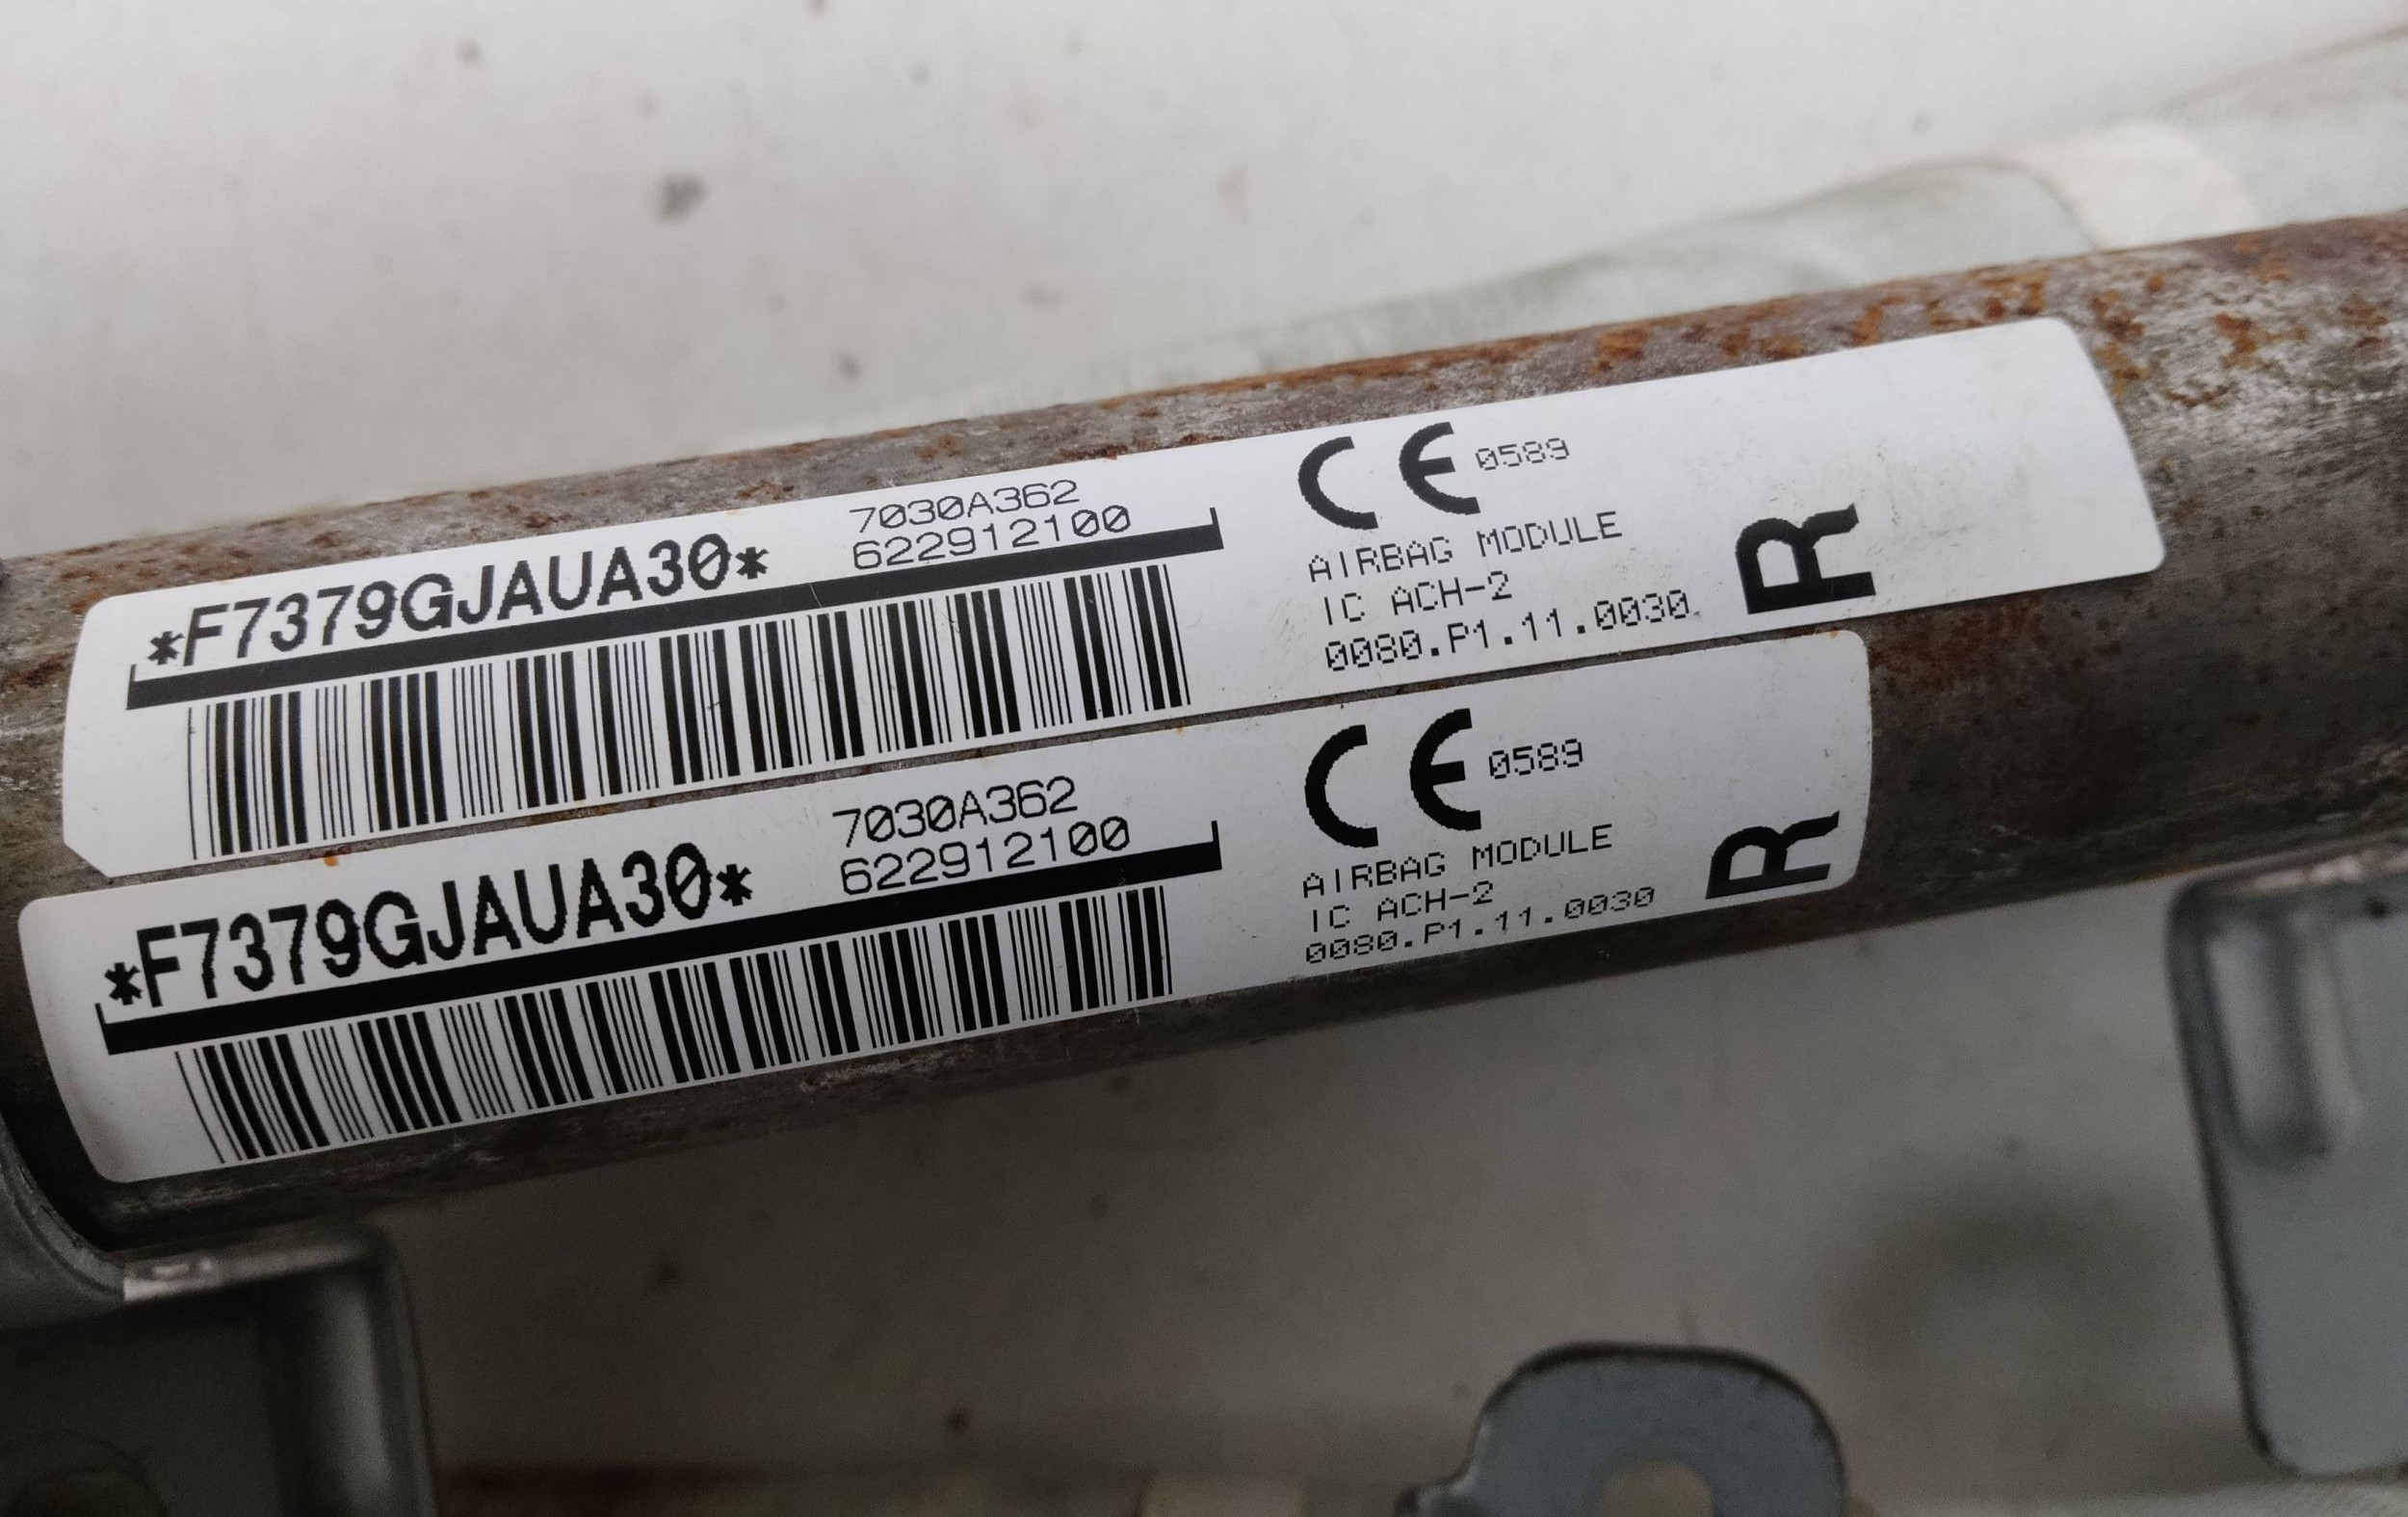 *F7379GJAUA30*
7030A362
622912100
CE 0589
AIRBAG MODULE
IC ACH-2
0080.P1.11.0030
R
*F7379GJAUA30*
7030A362
622912100
CE 0589
AIRBAG MODULE
IC ACH-2
0080.P1.11.0030
R